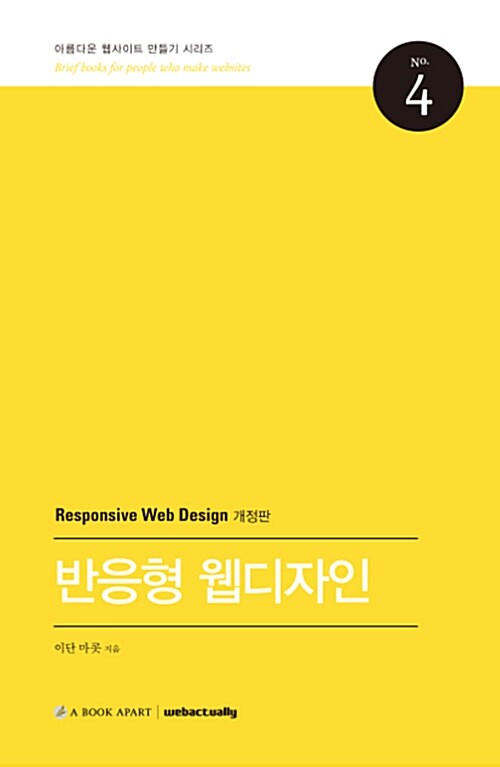 아름다운 웹사이트 만들기 시리즈
Brief books for people who make websites
No.
4
Responsive Web Design 개정판
반응형 웹디자인
이단 마콧 지음
A BOOK APART | webactually